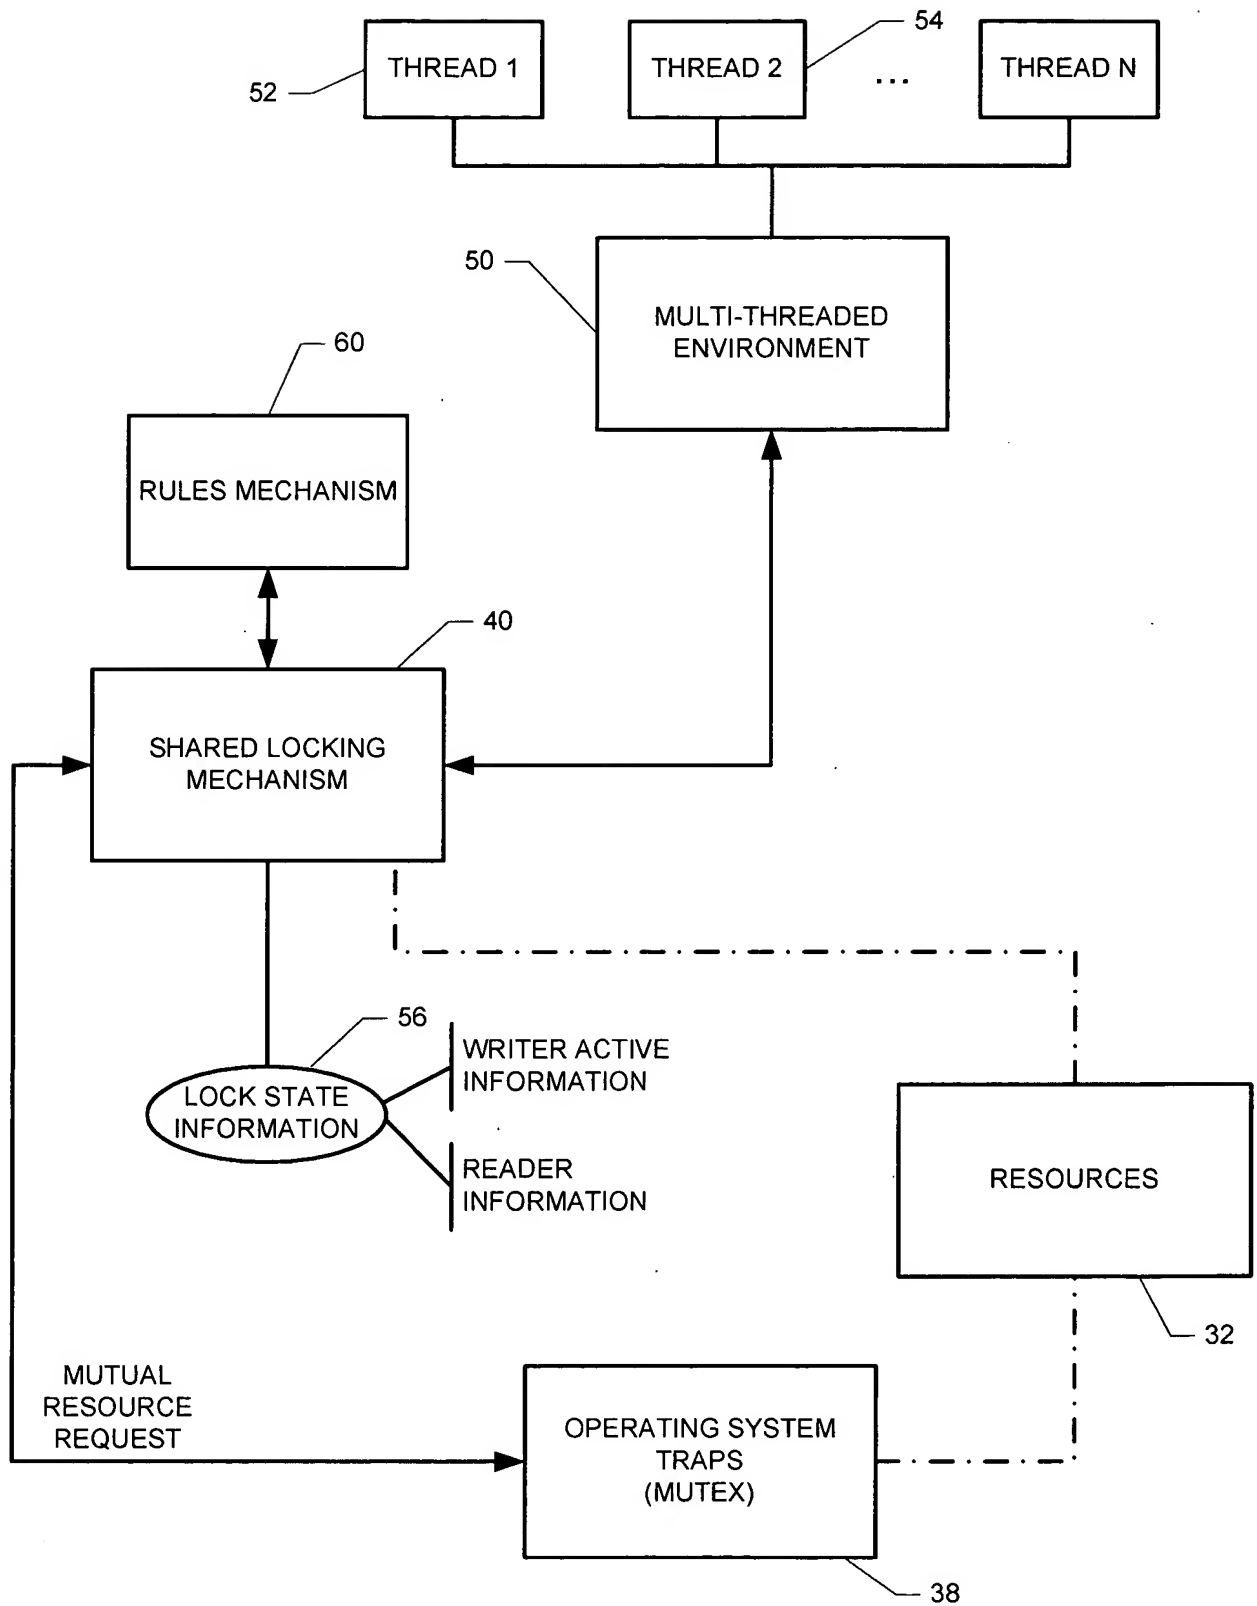 54
THREAD 1
THREAD 2
...
THREAD N
52
50
MULTI-THREADED
ENVIRONMENT
60
RULES MECHANISM
40
SHARED LOCKING
MECHANISM
56
WRITER ACTIVE
INFORMATION
LOCK STATE
INFORMATION
READER
INFORMATION
RESOURCES
32
MUTUAL
RESOURCE
REQUEST
OPERATING SYSTEM
TRAPS
(MUTEX)
38